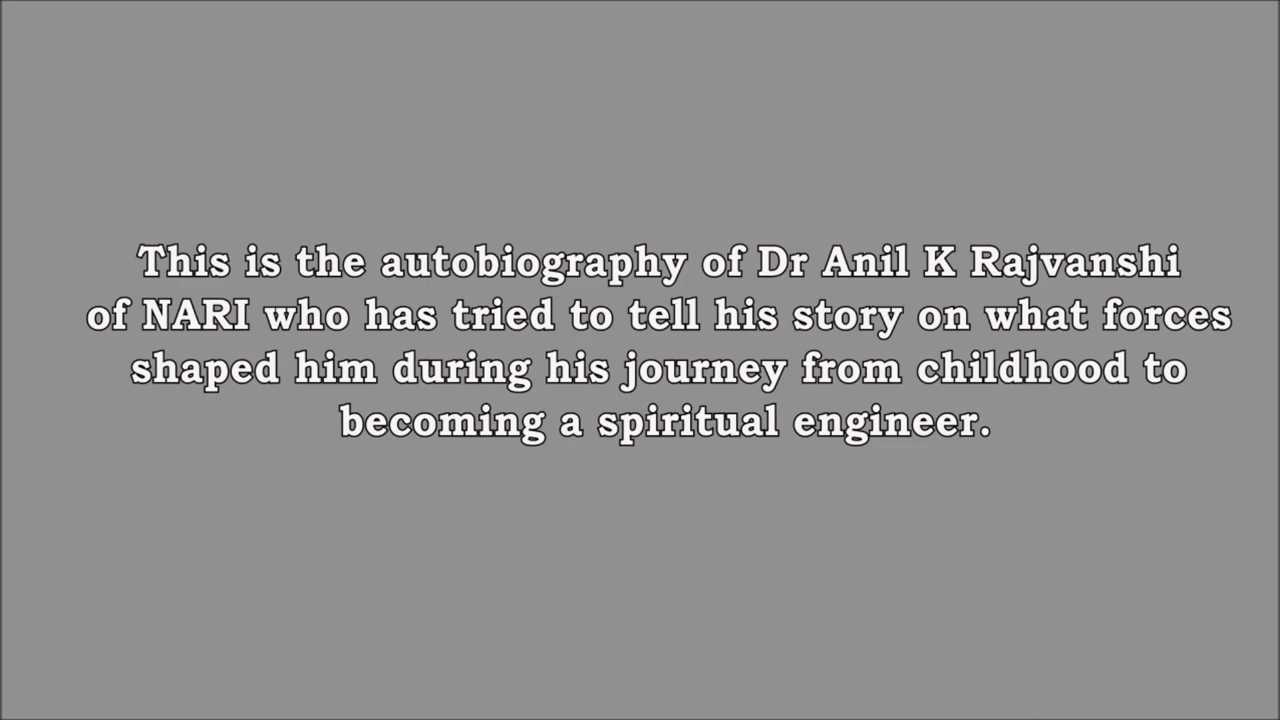 This is the autobiography of Dr Anil K Rajvanshi
of NARI who has tried to tell his story on what forces
shaped him during his journey from childhood to
becoming a spiritual engineer.